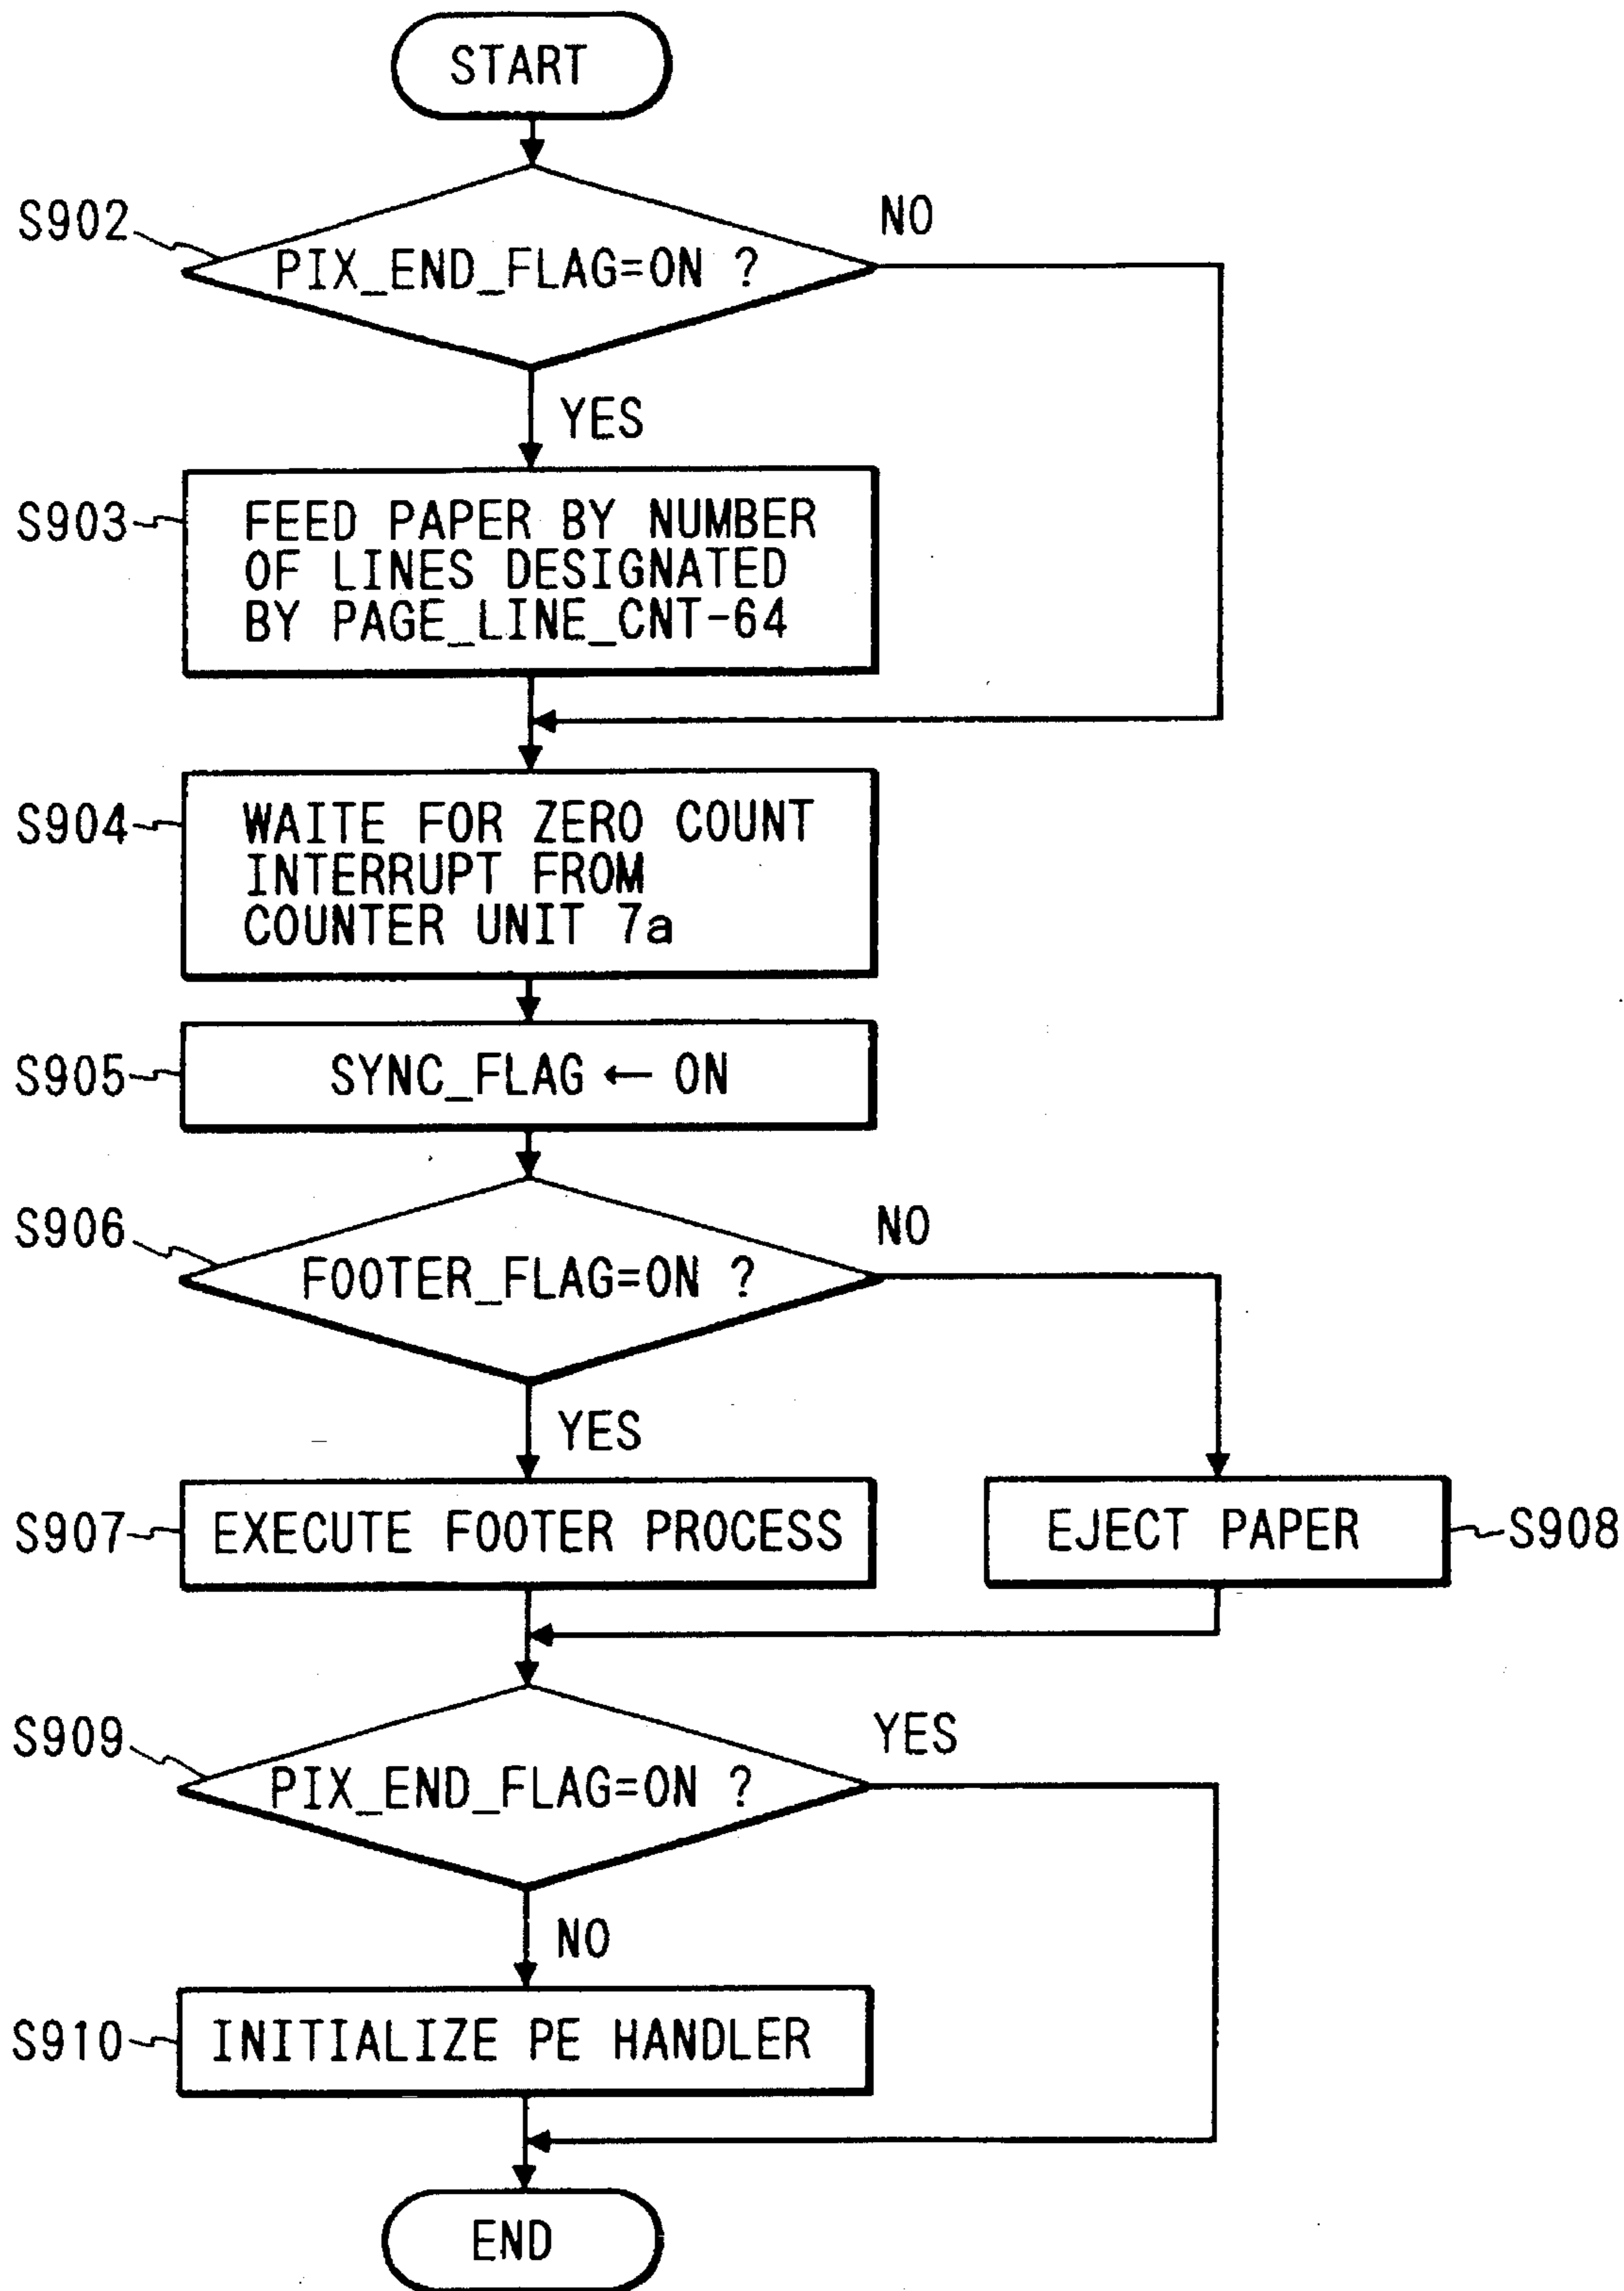 START
S902
PIX_END_FLAG=ON ?
NO
YES
S903
FEED PAPER BY NUMBER
OF LINES DESIGNATED
BY PAGE_LINE_CNT-64
S904
WAITE FOR ZERO COUNT
INTERRUPT FROM
COUNTER UNIT 7a
S905
SYNC_FLAG ← ON
S906
FOOTER_FLAG=ON ?
NO
YES
S907
EXECUTE FOOTER PROCESS
EJECT PAPER
S908
S909
PIX_END_FLAG=ON ?
YES
NO
S910
INITIALIZE PE HANDLER
END